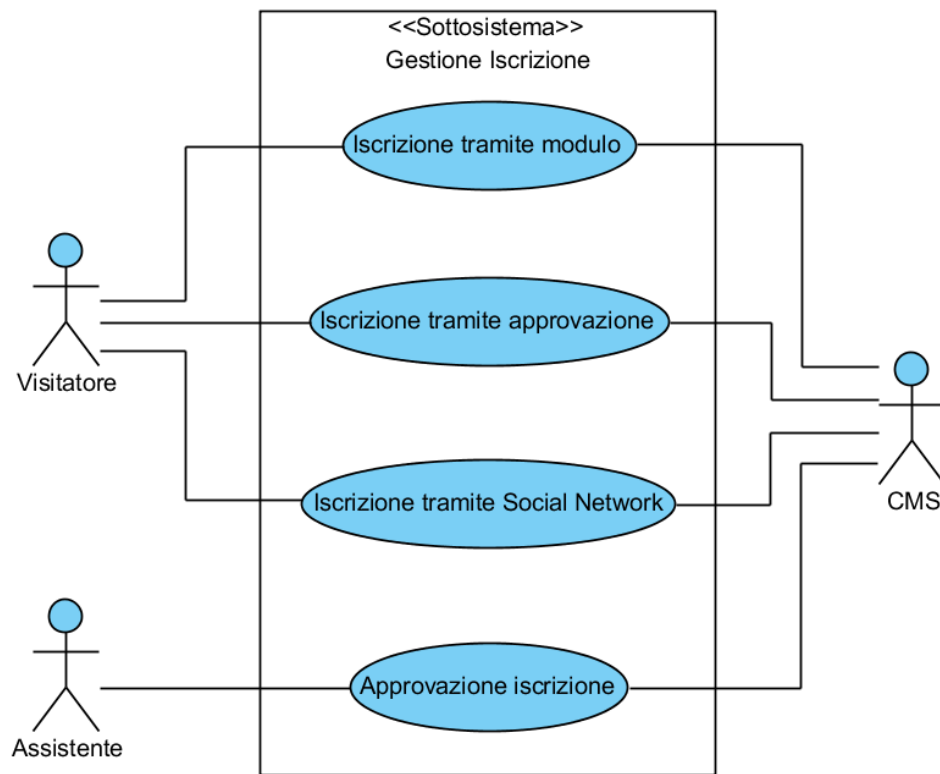 <<Sottosistema>>
Gestione Iscrizione
Iscrizione tramite modulo
Iscrizione tramite approvazione
Visitatore
Iscrizione tramite Social Network
CMS
Approvazione iscrizione
Assistente